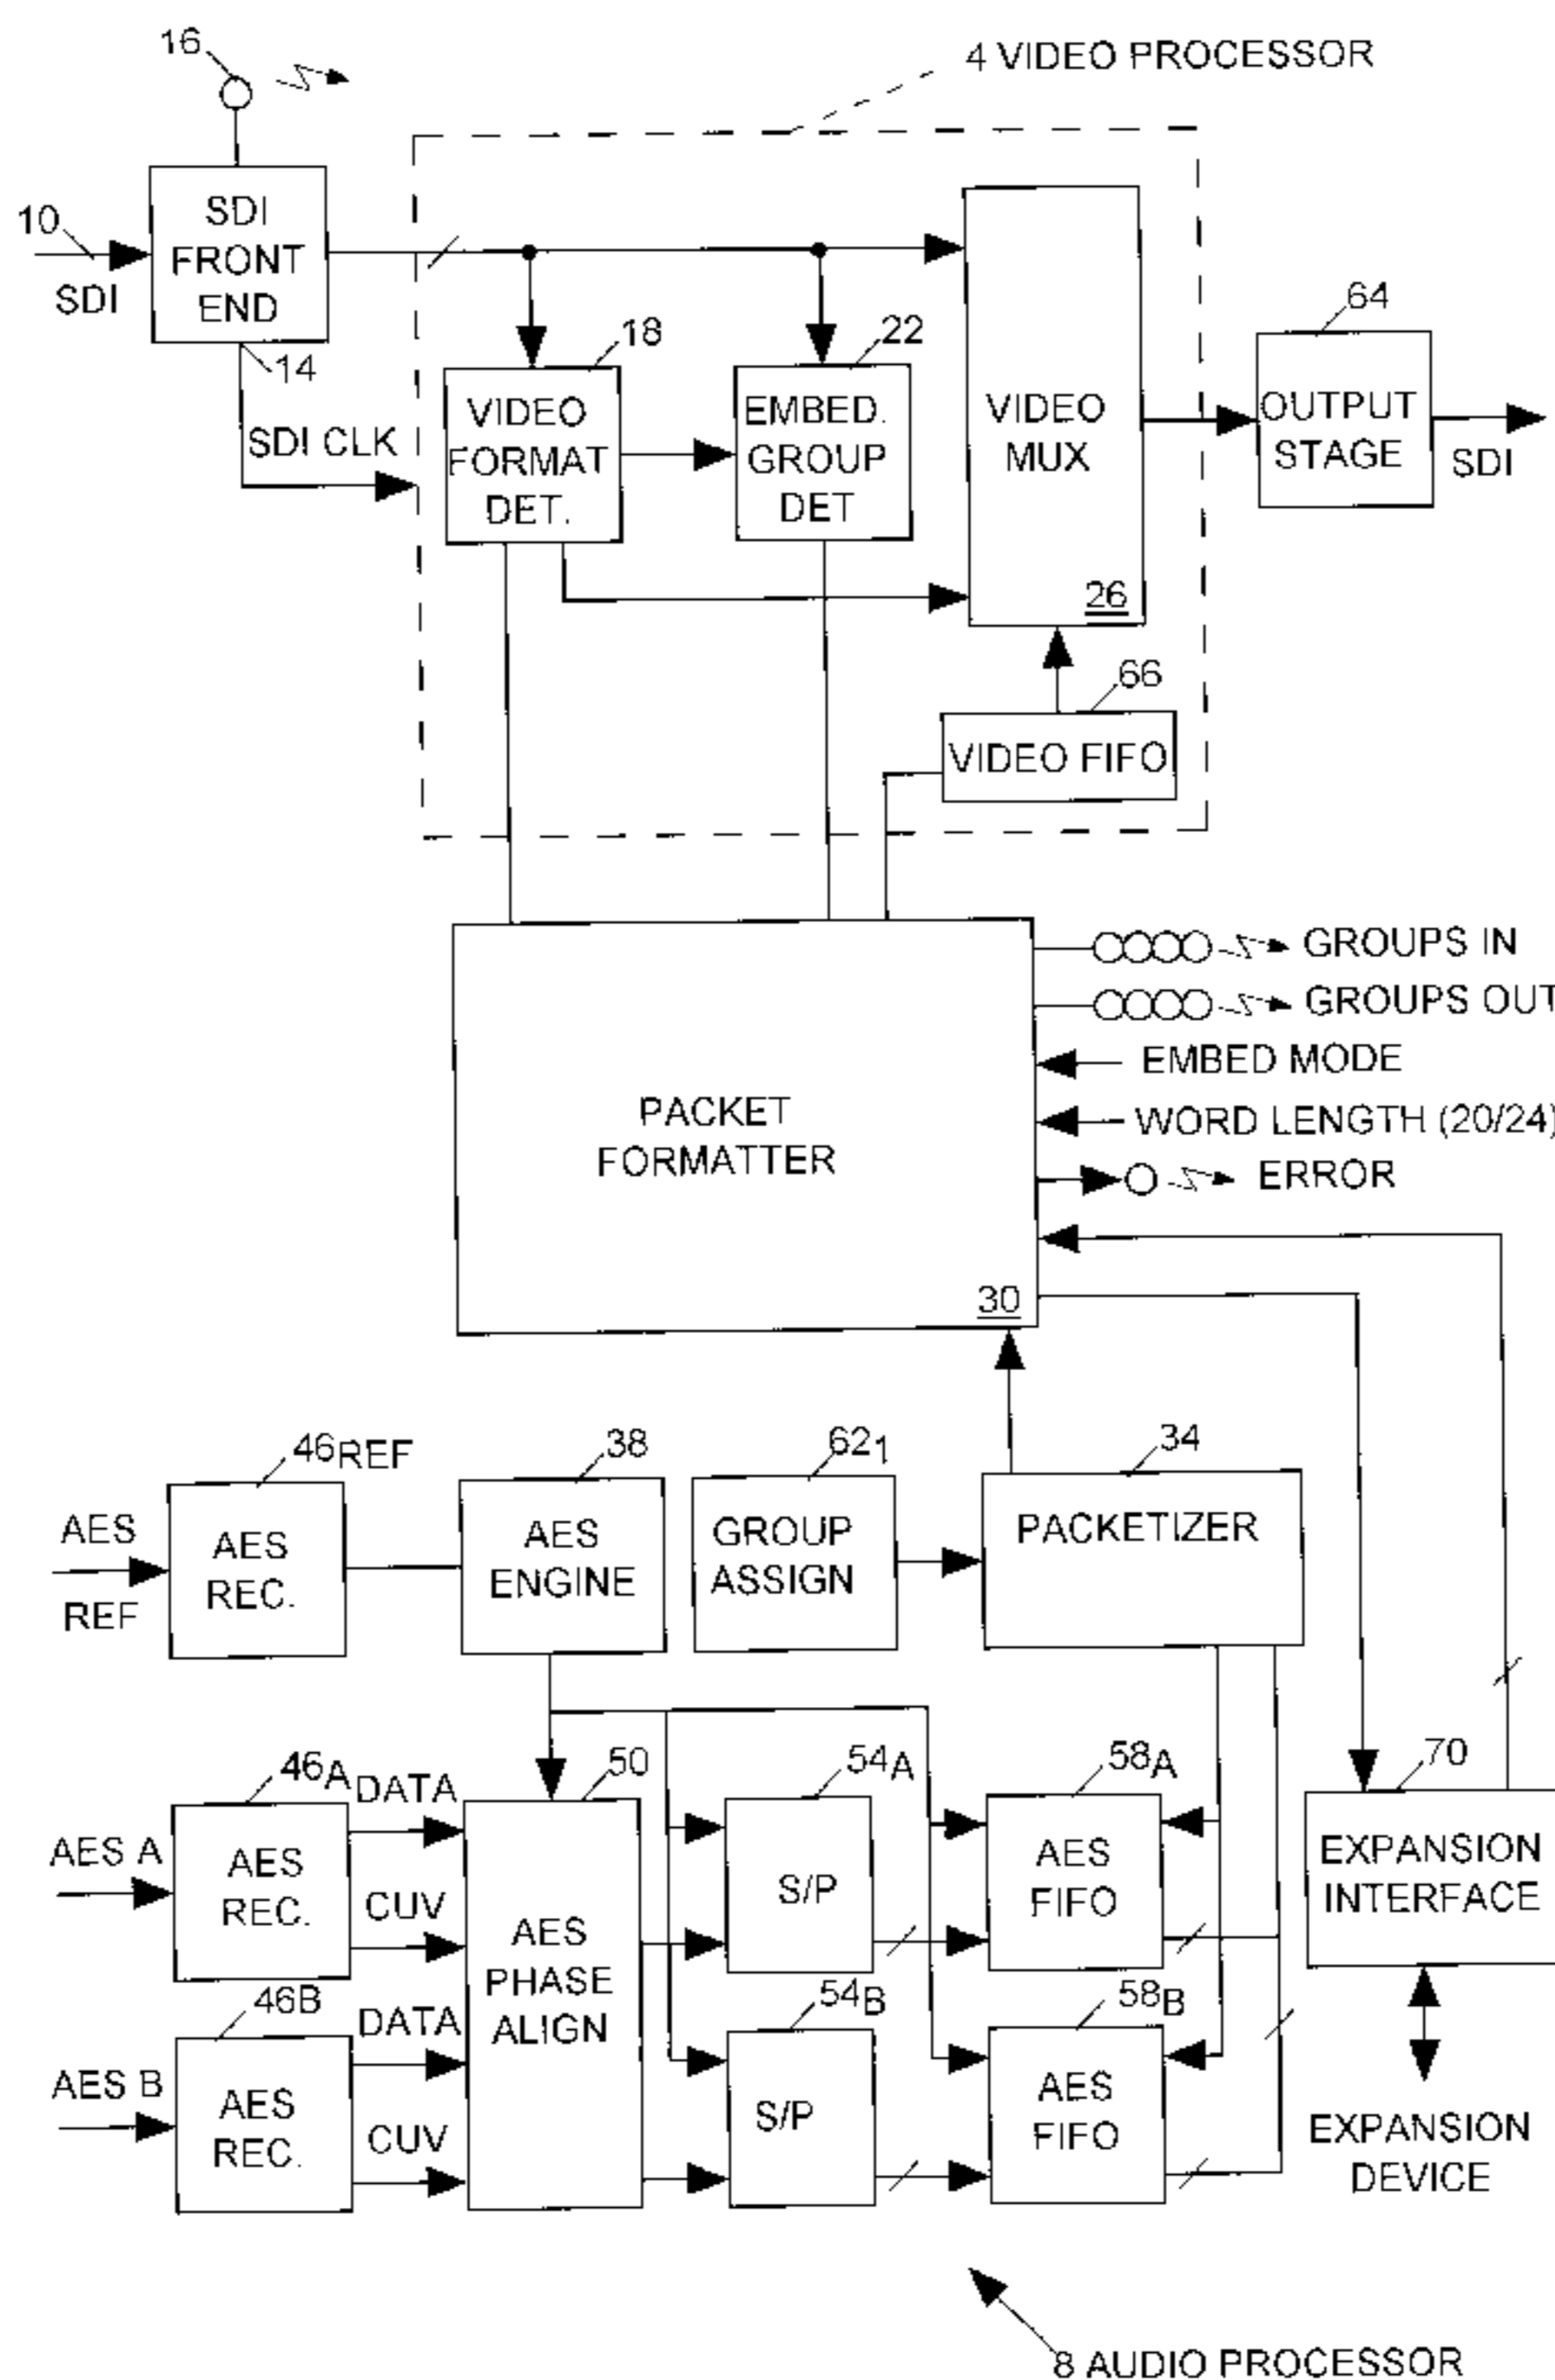 16
4 VIDEO PROCESSOR
10
SDI
SDI
FRONT
END
14
SDI CLK
18
VIDEO
FORMAT
DET.
22
EMBED.
GROUP
DET
VIDEO
MUX
26
64
OUTPUT
STAGE
SDI
66
VIDEO FIFO
PACKET
FORMATTER
30
GROUPS IN
GROUPS OUT
EMBED MODE
WORD LENGTH (20/24)
ERROR
46REF
AES
REF
AES
REC.
38
AES
ENGINE
621
GROUP
ASSIGN
34
PACKETIZER
46A
AES A
AES
REC.
DATA
CUV
46B
AES B
AES
REC.
DATA
CUV
50
AES
PHASE
ALIGN
54A
S/P
54B
S/P
58A
AES
FIFO
58B
AES
FIFO
70
EXPANSION
INTERFACE
EXPANSION
DEVICE
8 AUDIO PROCESSOR